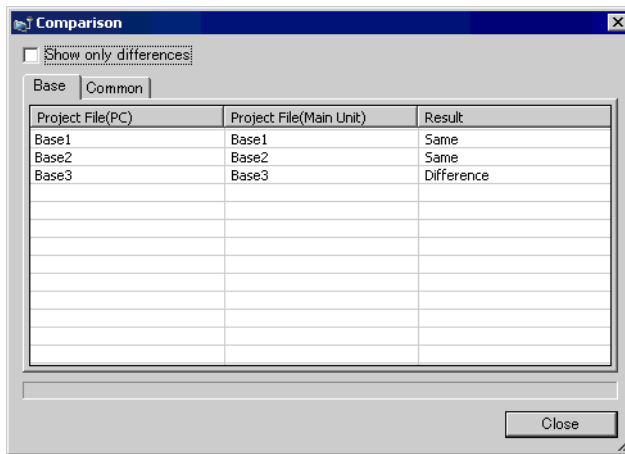 Comparison
Show only differences
Base Common
Project File(PC) Project File(Main Unit) Result
Base1 Base1 Same
Base2 Base2 Same
Base3 Base3 Difference
Close